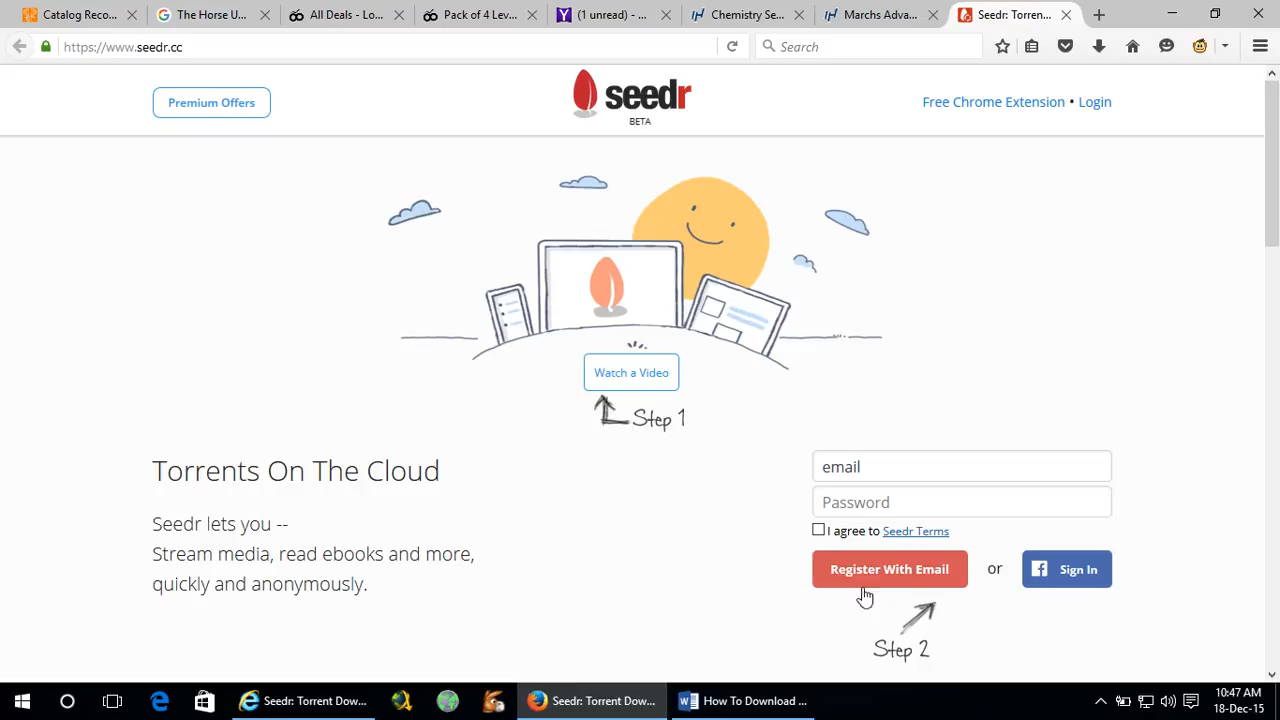 Catalog Reco...
The Horse U...
All Deals - Lo...
Pack of 4 Level...
(1 unread) - ...
Chemistry Se...
Marchs Adva...
Seedr: Torren...
https://www.seedr.cc
Search
Premium Offers
seedr
BETA
Free Chrome Extension • Login
Watch a Video
Step 1
Torrents On The Cloud
Seedr lets you --
Stream media, read ebooks and more,
quickly and anonymously.
email
Password
I agree to Seedr Terms
Register With Email
or
Sign In
Step 2
Seedr: Torrent Dow...
Seedr: Torrent Dow...
How To Download ...
10:47 AM
18-Dec-15